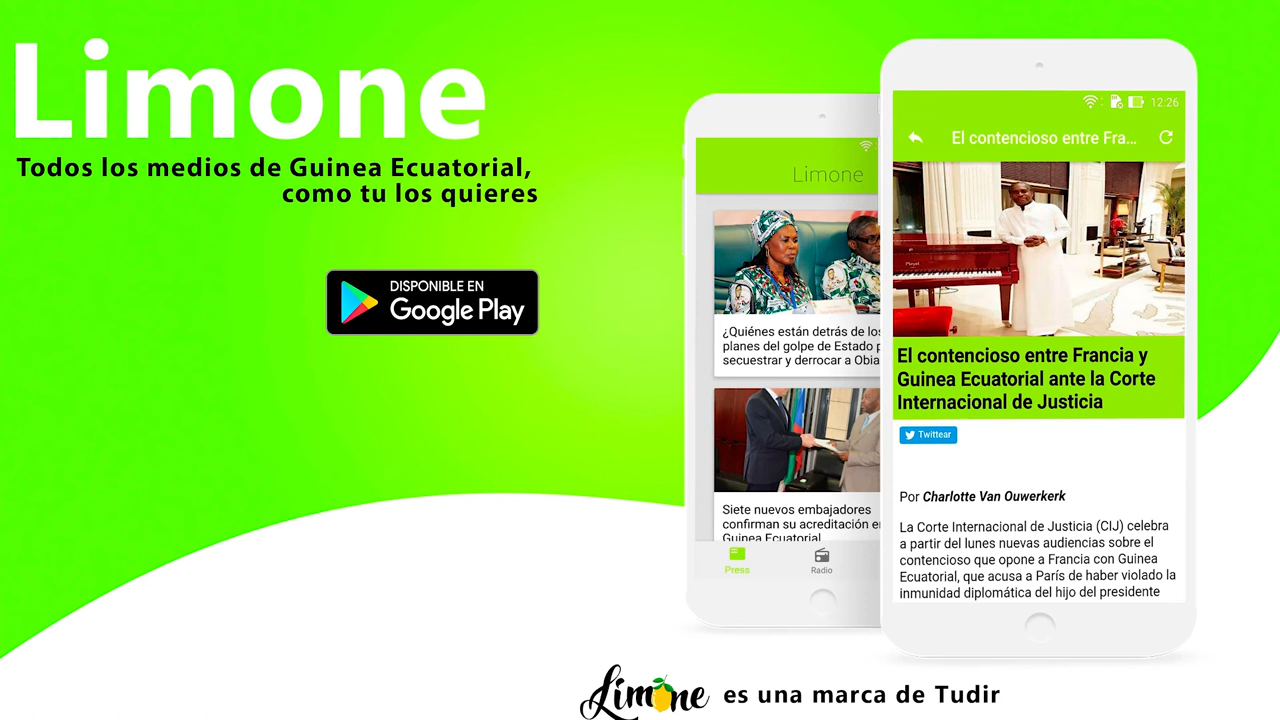 Limone
Todos los medios de Guinea Ecuatorial,
como tu los quieres
DISPONIBLE EN
Google Play
Limone
¿Quiénes están detrás de los
planes del golpe de Estado p
secuestrar y derrocar a Obia
Siete nuevos embajadores
confirman su acreditación en
Guinea Ecuatorial
Press
Radio
12:26
El contencioso entre Fra...
Pleyel
El contencioso entre Francia y
Guinea Ecuatorial ante la Corte
Internacional de Justicia
Twittear
Por Charlotte Van Ouwerkerk
La Corte Internacional de Justicia (CIJ) celebra
a partir del lunes nuevas audiencias sobre el
contencioso que opone a Francia con Guinea
Ecuatorial, que acusa a París de haber violado la
inmunidad diplomática del hijo del presidente
Limone es una marca de Tudir